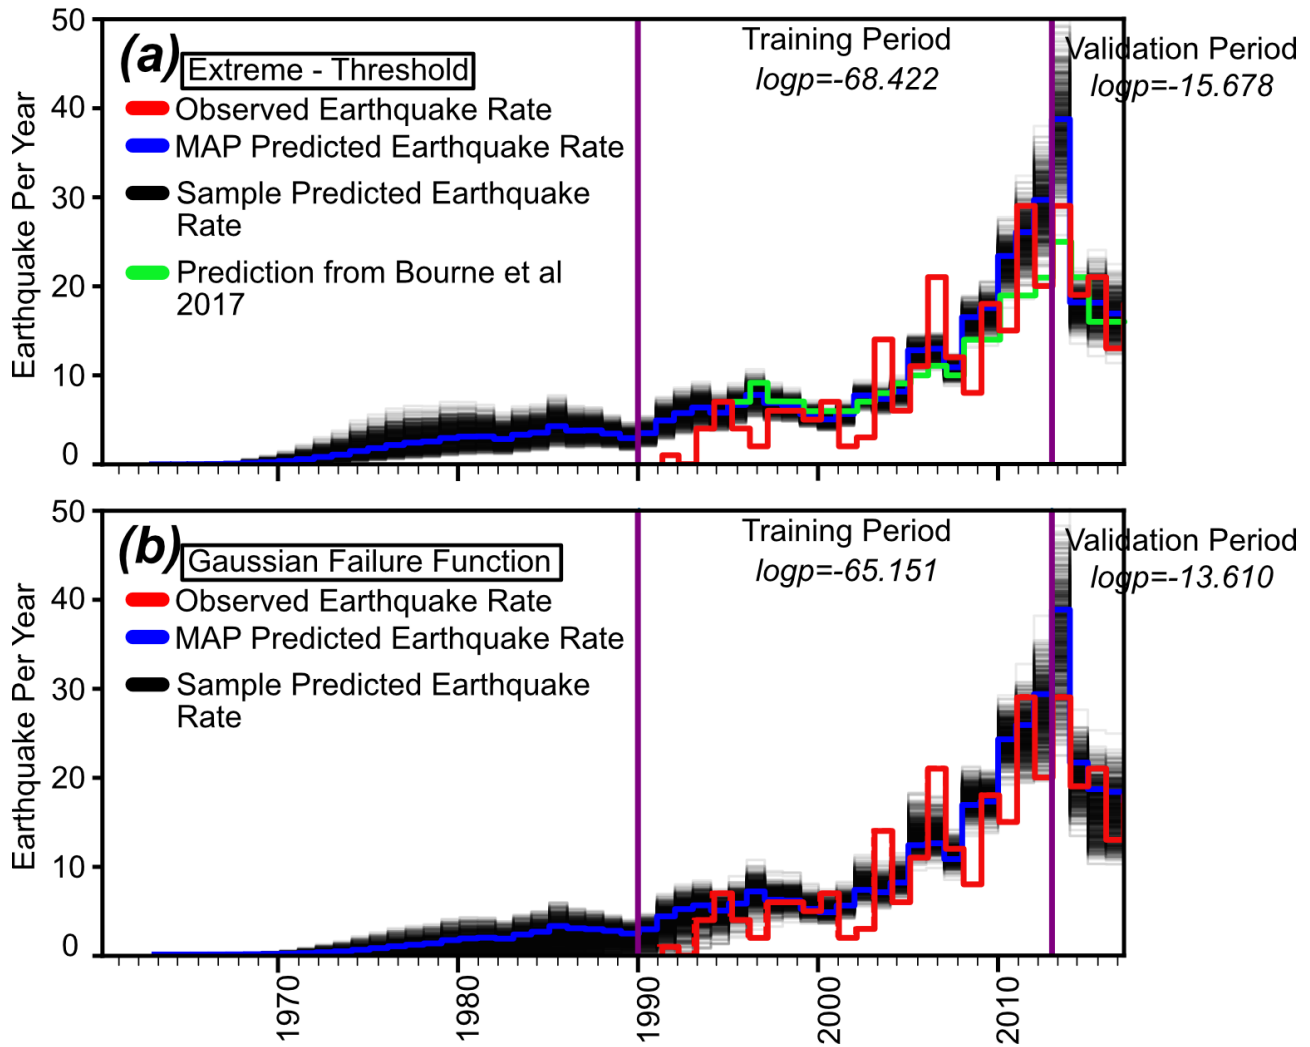 50
40
30
20
10
0
Earthquake Per Year
(a)
Extreme - Threshold
Observed Earthquake Rate
MAP Predicted Earthquake Rate
Sample Predicted Earthquake
Rate
Prediction from Bourne et al
2017
Training Period
logp=-68.422
Validation Period
logp=-15.678
50
40
30
20
10
0
Earthquake Per Year
(b)
Gaussian Failure Function
Observed Earthquake Rate
MAP Predicted Earthquake Rate
Sample Predicted Earthquake
Rate
Training Period
logp=-65.151
Validation Period
logp=-13.610
1970
1980
1990
2000
2010